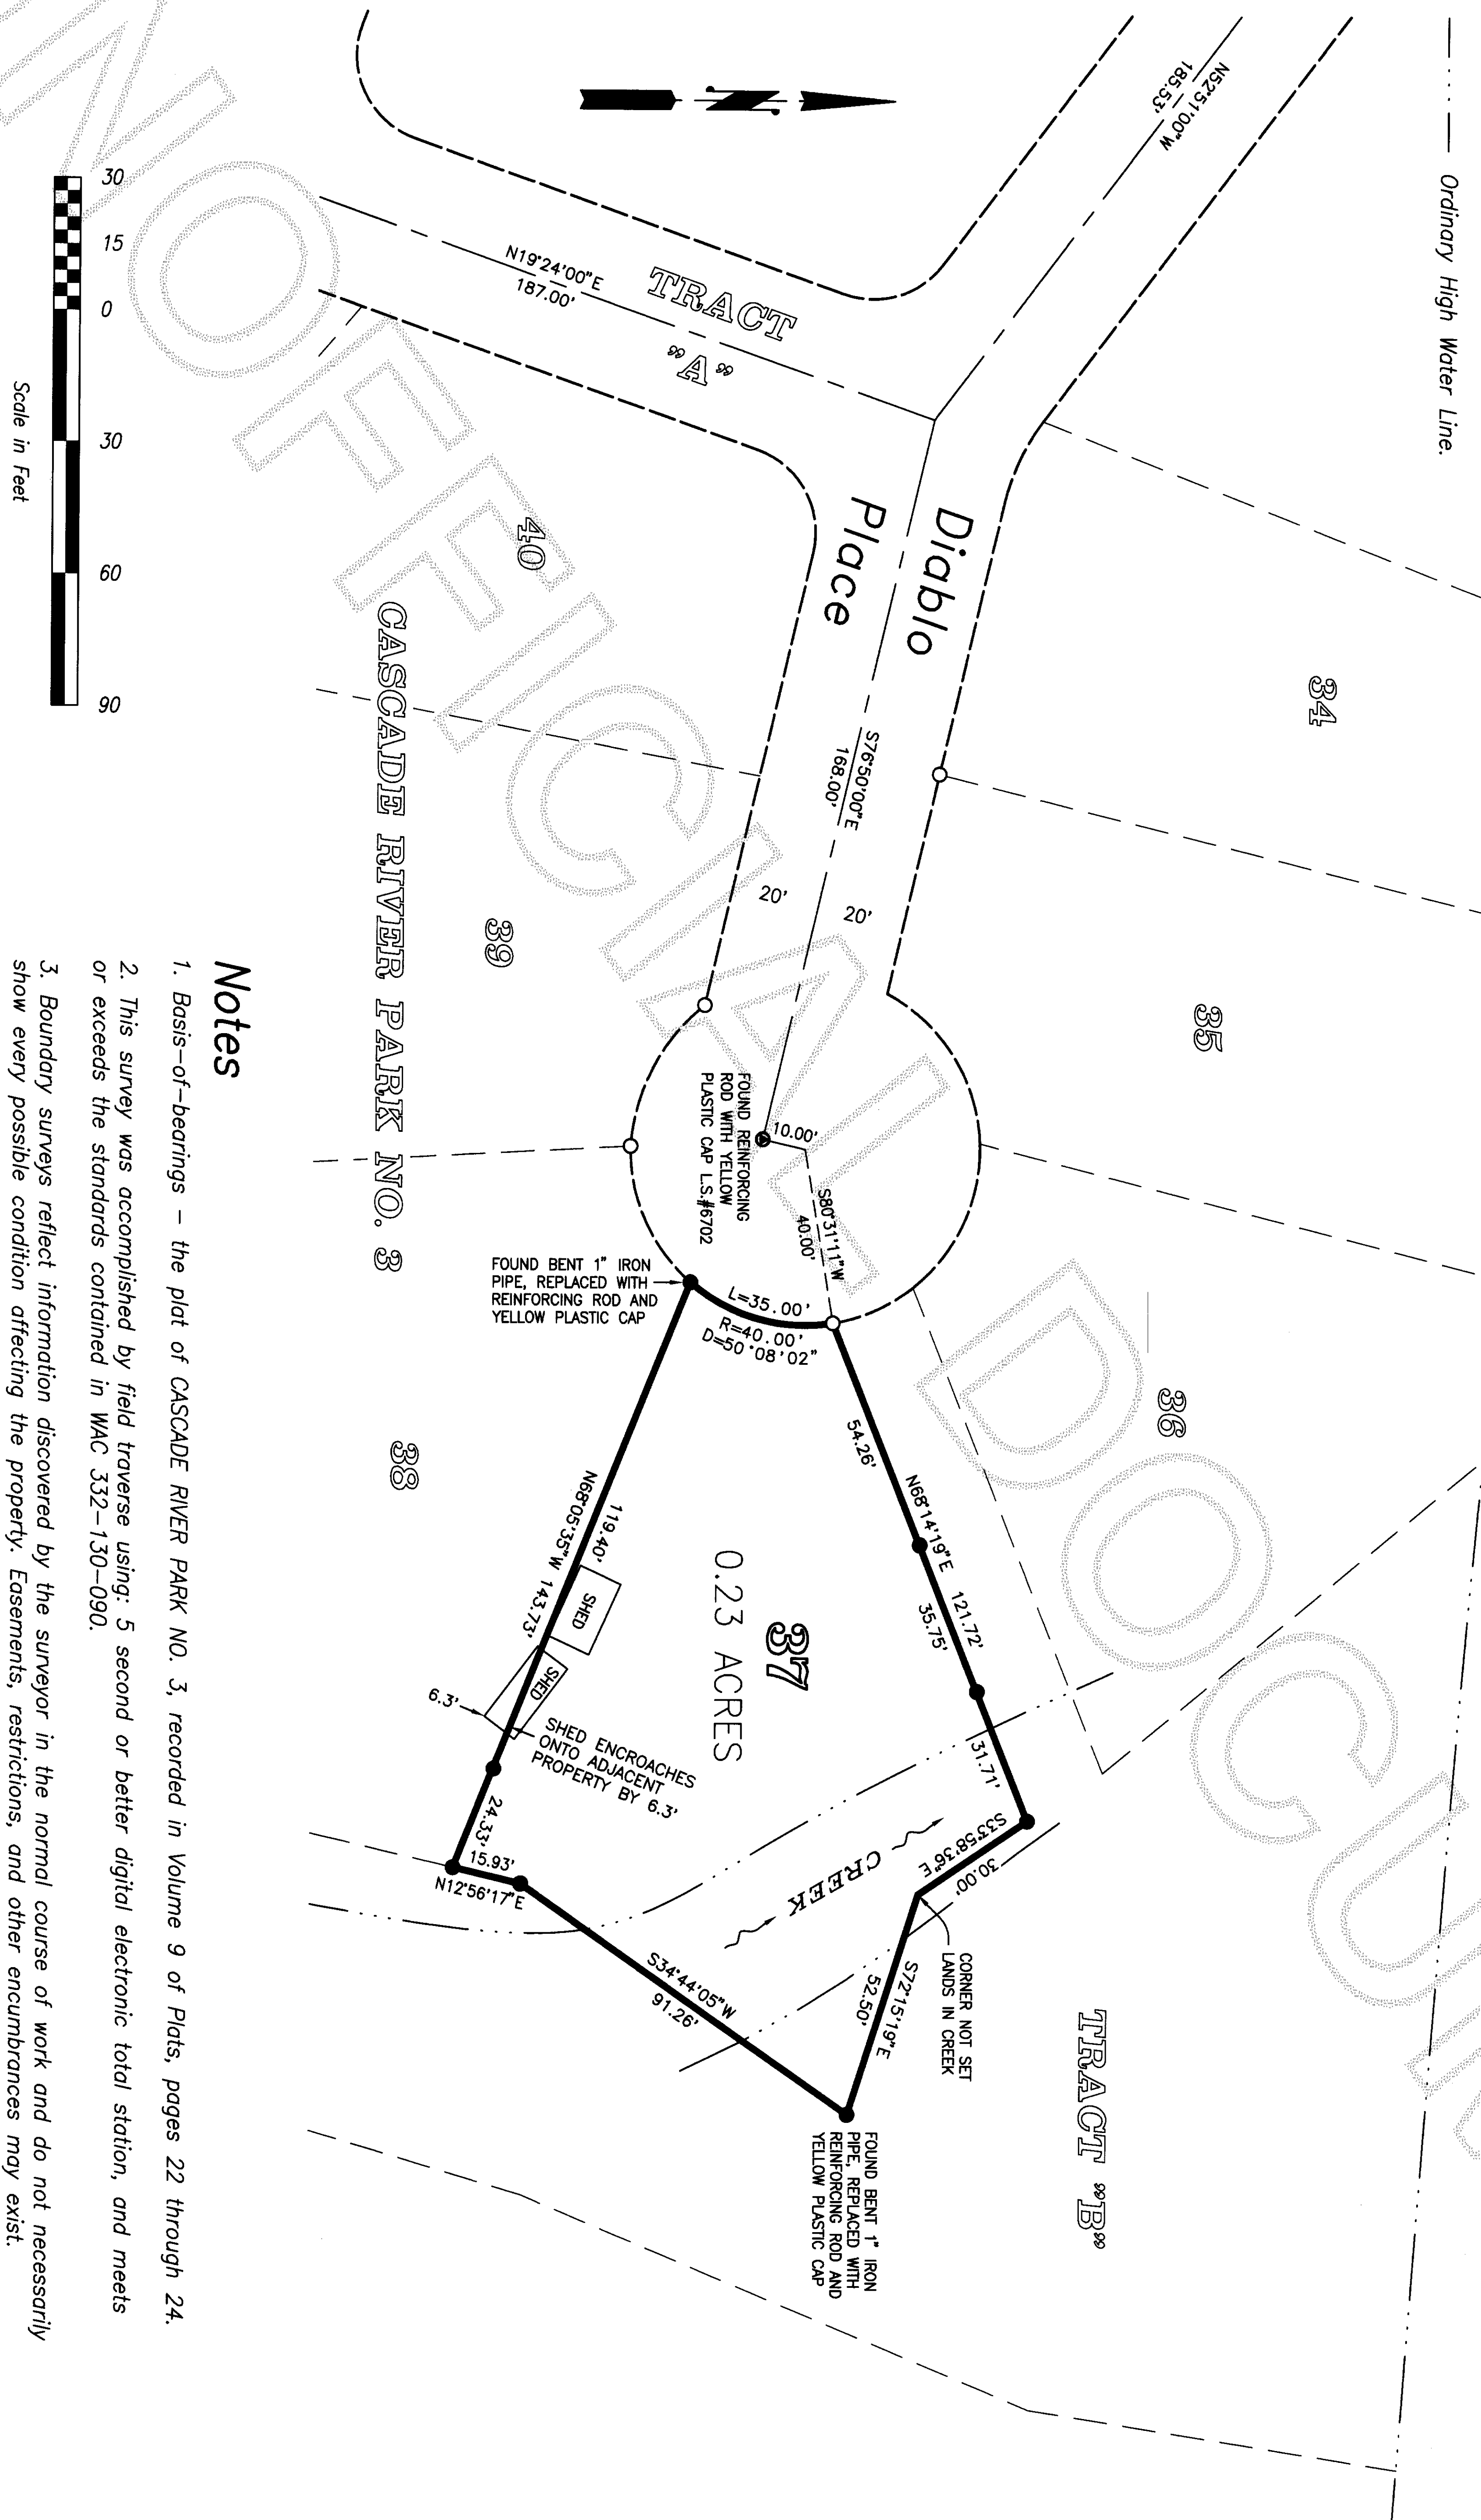 Ordinary High Water Line.
N52°51'00"W
185.53'
N19°24'00"E
187.00'
TRACT
"A"
Diablo
Place
S76°50'00"E
168.00'
20'
20'
34
35
36
40
39
38
CASCADE RIVER PARK NO. 3
FOUND REINFORCING
ROD WITH YELLOW
PLASTIC CAP L.S.#6702
10.00'
S80°31'11"W
40.00'
FOUND BENT 1" IRON
PIPE, REPLACED WITH
REINFORCING ROD AND
YELLOW PLASTIC CAP
L=35.00'
R=40.00'
D=50°08'02"
54.26'
N68°14'19"E 121.72'
35.75'
31.71'
37
0.23 ACRES
119.40'
N68°05'35"W 143.73'
SHED
SHED
6.3'
SHED ENCROACHES
ONTO ADJACENT
PROPERTY BY 6.3'
24.33'
15.93'
N12°56'17"E
CREEK
S33°58'36"E
30.00'
CORNER NOT SET
LANDS IN CREEK
S72°15'19"E
52.50'
S34°44'05"W
91.26'
FOUND BENT 1" IRON
PIPE, REPLACED WITH
REINFORCING ROD AND
YELLOW PLASTIC CAP
TRACT "B"
30 15 0 30 60 90
Scale in Feet
Notes
1. Basis-of-bearings - the plat of CASCADE RIVER PARK NO. 3, recorded in Volume 9 of Plats, pages 22 through 24.
2. This survey was accomplished by field traverse using: 5 second or better digital electronic total station, and meets
or exceeds the standards contained in WAC 332-130-090.
3. Boundary surveys reflect information discovered by the surveyor in the normal course of work and do not necessarily
show every possible condition affecting the property. Easements, restrictions, and other encumbrances may exist.